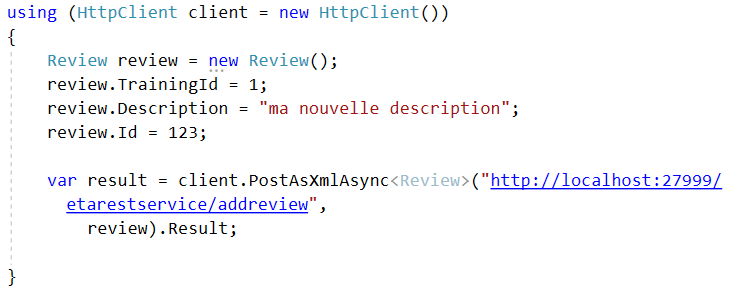 using (HttpClient client = new HttpClient())
{
    Review review = new Review();
    review.TrainingId = 1;
    review.Description = "ma nouvelle description";
    review.Id = 123;

    var result = client.PostAsXmlAsync<Review>("http://localhost:27999/
      etarestservice/addreview",
        review).Result;

}